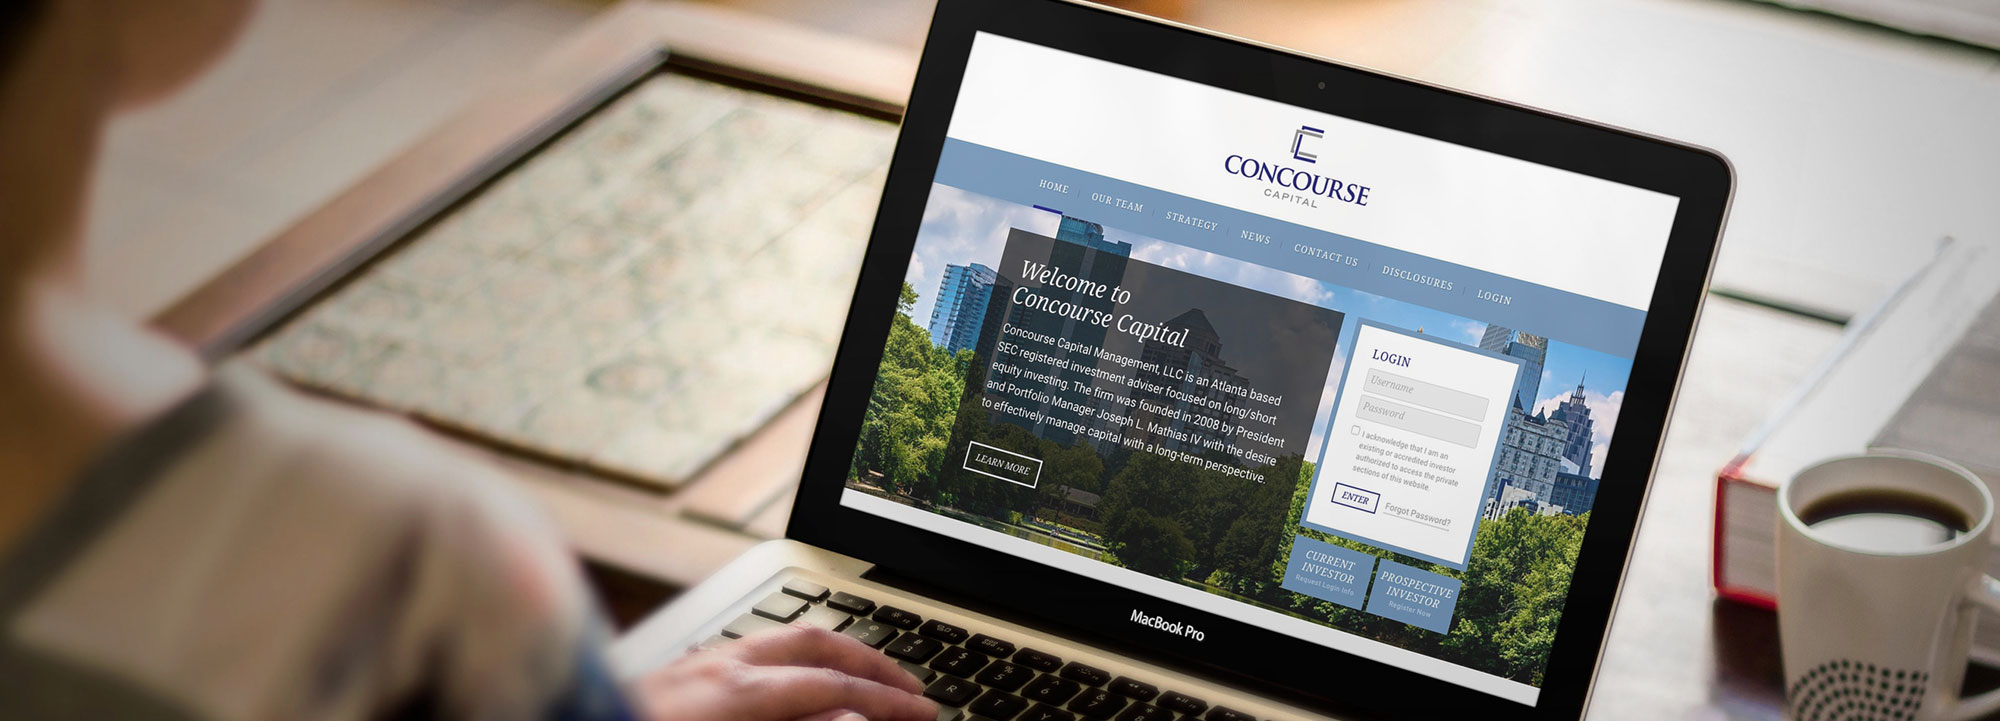 CONCOURSE
CAPITAL
HOME
OUR TEAM
STRATEGY
NEWS
CONTACT US
DISCLOSURES
LOGIN
Welcome to
Concourse Capital
Concourse Capital Management, LLC is an Atlanta based
SEC registered investment adviser focused on long/short
equity investing. The firm was founded in 2008 by President
and Portfolio Manager Joseph L. Mathias IV with the desire
to effectively manage capital with a long-term perspective.
LEARN MORE
LOGIN
Username
Password
I acknowledge that I am an
existing or accredited investor
authorized to access the private
sections of this website.
ENTER
Forgot Password?
CURRENT
INVESTOR
Request Login Info
PROSPECTIVE
INVESTOR
Register Now
MacBook Pro